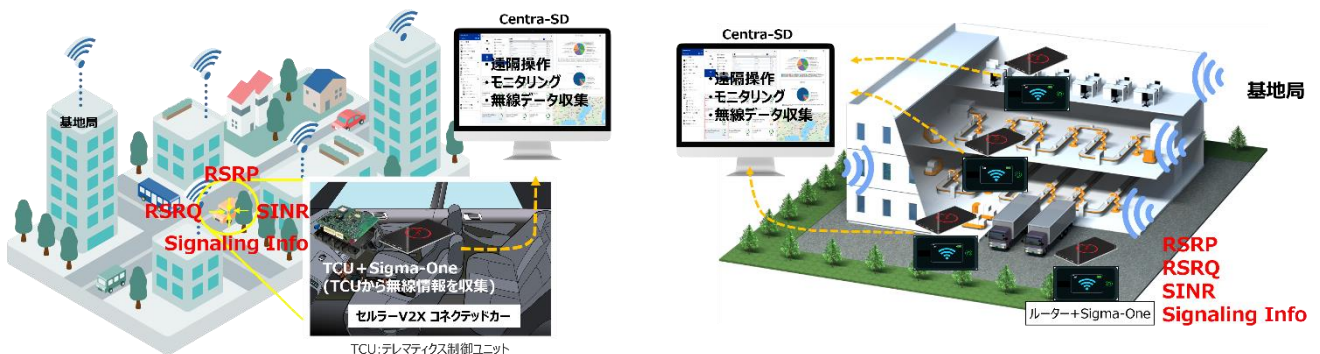 Centra-SD
・遠隔操作
・モニタリング
・無線データ収集
基地局
RSRP
RSRQ
SINR
Signaling Info
TCU+Sigma-One
(TCUから無線情報を収集)
セルラーV2X コネクテッドカー
TCU:テレマティクス制御ユニット
Centra-SD
・遠隔操作
・モニタリング
・無線データ収集
基地局
RSRP
RSRQ
SINR
Signaling Info
ルーター+Sigma-One